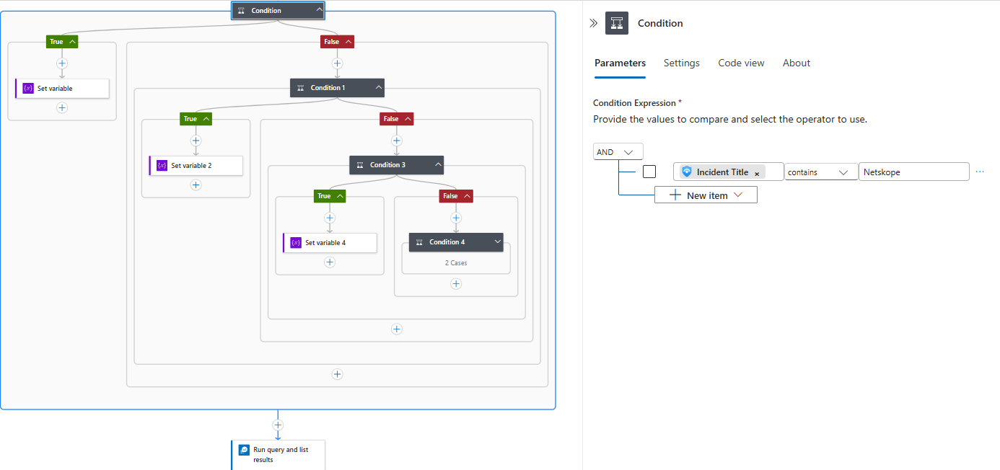 Condition
True
False
{x} Set variable
Condition 1
True
False
{x} Set variable 2
Condition 3
True
False
{x} Set variable 4
Condition 4
2 Cases
Run query and list
results
Condition
Parameters Settings Code view About
Condition Expression *
Provide the values to compare and select the operator to use.
AND
Incident Title × contains Netskope ...
New item